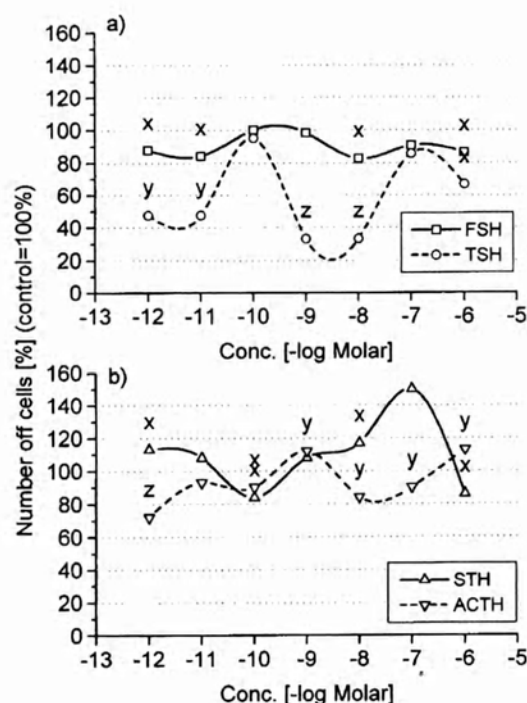 a)
160
140
120
x x x x
100
x
80
y y
60
z z
40
20
0
FSH
TSH
-13 -12 -11 -10 -9 -8 -7 -6 -5
Conc. [-log Molar]
Number off cells [%] (control=100%)
b)
160
140
x y x y
120
x y y x
100
x
z y
80
60
40
20
0
STH
ACTH
-13 -12 -11 -10 -9 -8 -7 -6 -5
Conc. [-log Molar]